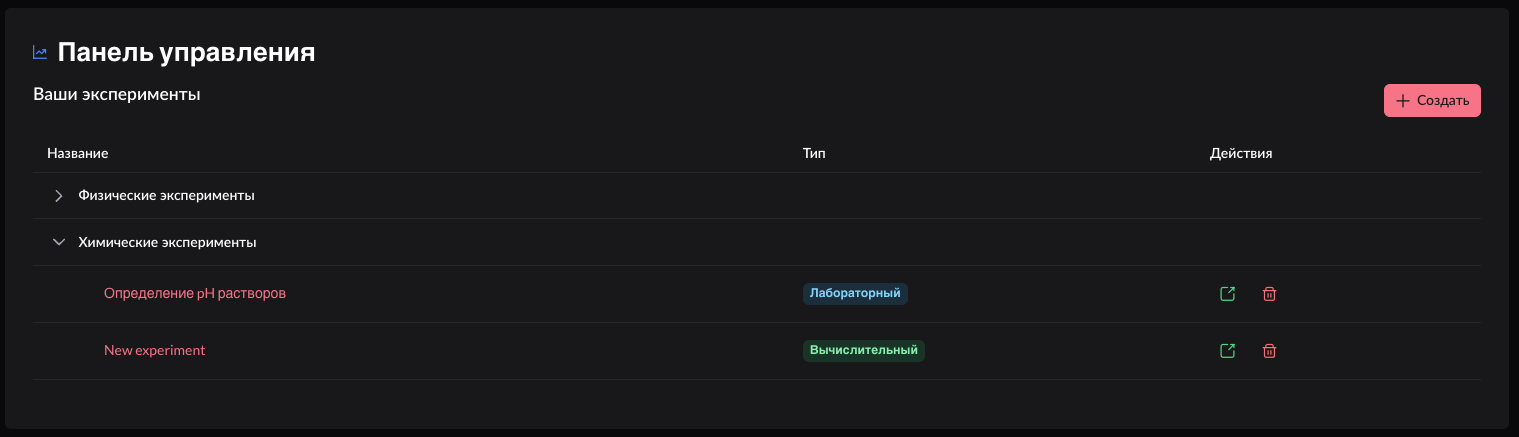 Панель управления
Ваши эксперименты
Создать
Название Тип Действия
Физические эксперименты
Химические эксперименты
Определение pH растворов Лабораторный
New experiment Вычислительный